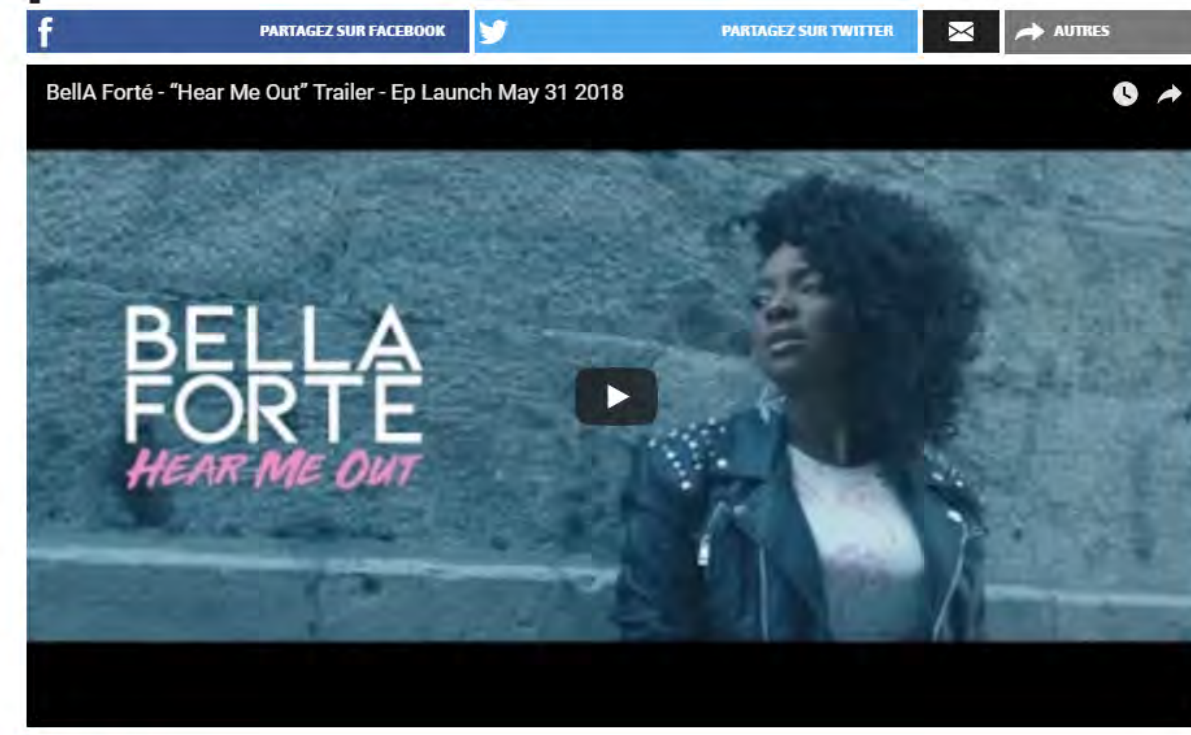 PARTAGEZ SUR FACEBOOK
PARTAGEZ SUR TWITTER
AUTRES
BellA Forté - “Hear Me Out” Trailer - Ep Launch May 31 2018
BELLA
FORTÉ
HEAR ME OUT